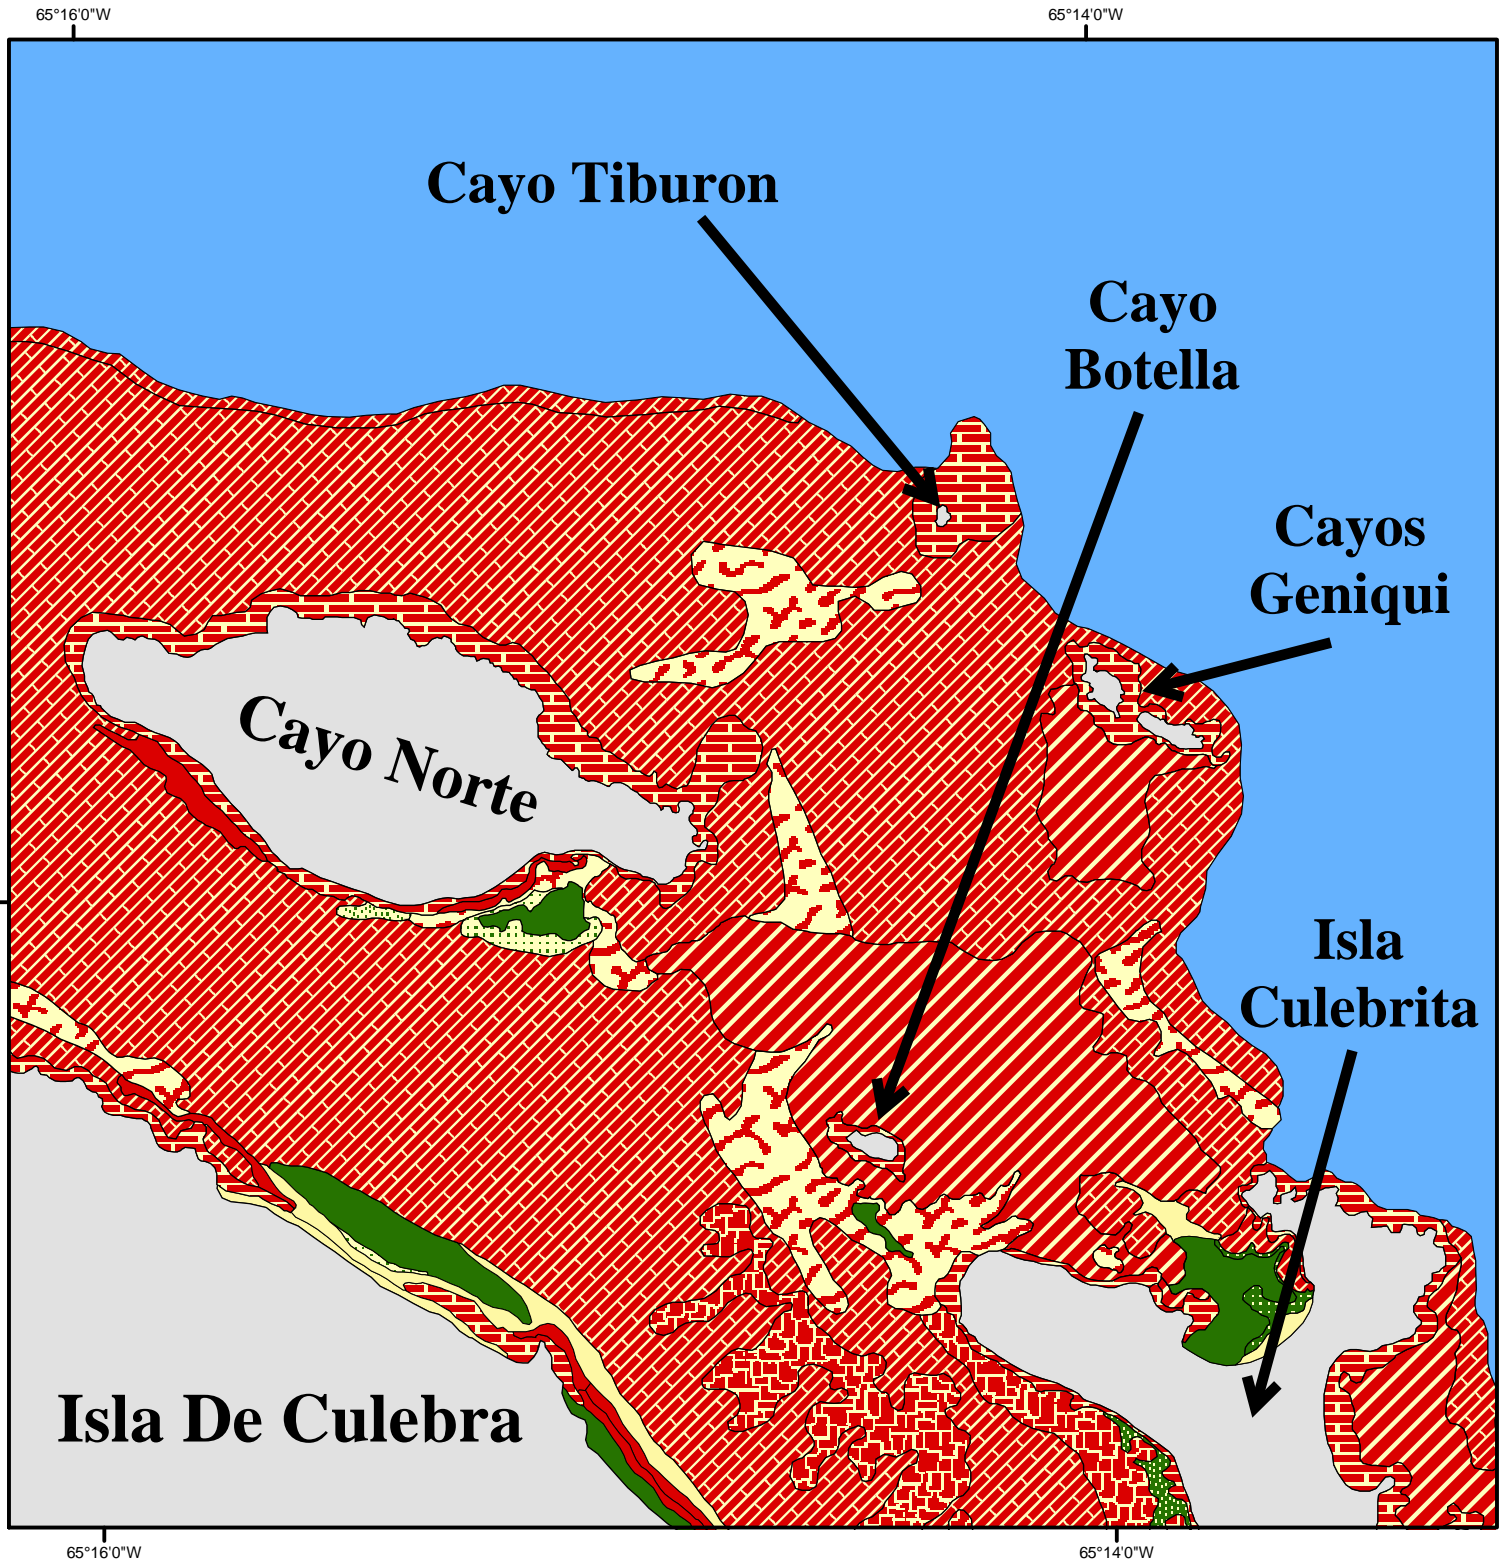 65°16'0"W
65°14'0"W
Cayo Tiburon
Cayo
Botella
Cayos
Geniqui
Cayo Norte
Isla
Culebrita
Isla De Culebra
65°16'0"W
65°14'0"W